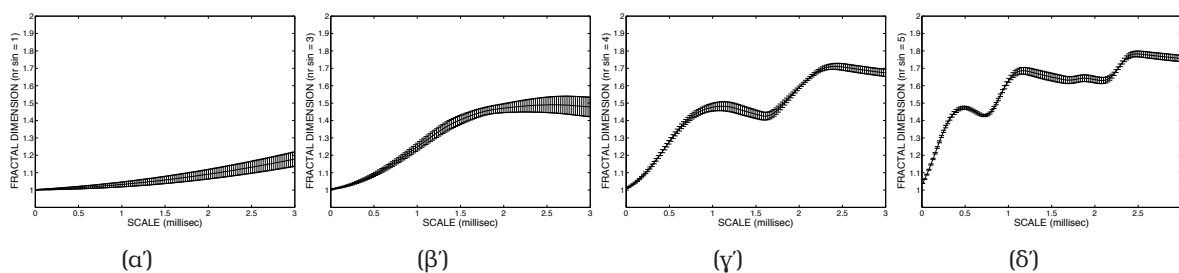 FRACTAL DIMENSION (nr sin = 1)
2
1.9
1.8
1.7
1.6
1.5
1.4
1.3
1.2
1.1
1
0 0.5 1 1.5 2 2.5 3
SCALE (millisec)
(α')
FRACTAL DIMENSION (nr sin = 3)
2
1.9
1.8
1.7
1.6
1.5
1.4
1.3
1.2
1.1
1
0 0.5 1 1.5 2 2.5 3
SCALE (millisec)
(β')
FRACTAL DIMENSION (nr sin = 4)
2
1.9
1.8
1.7
1.6
1.5
1.4
1.3
1.2
1.1
1
0 0.5 1 1.5 2 2.5 3
SCALE (millisec)
(γ')
FRACTAL DIMENSION (nr sin = 5)
2
1.9
1.8
1.7
1.6
1.5
1.4
1.3
1.2
1.1
1
0 0.5 1 1.5 2 2.5 3
SCALE (millisec)
(δ')